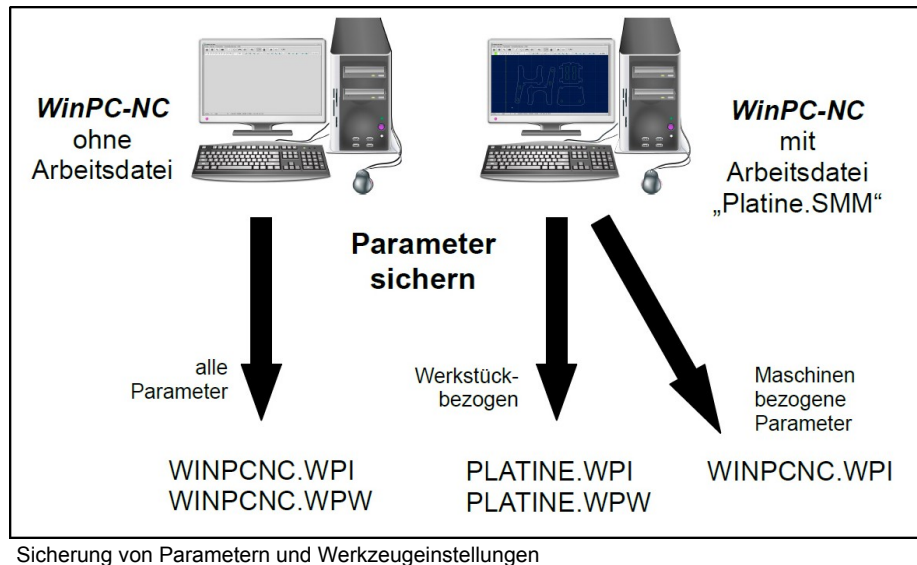 WinPC-NC
ohne
Arbeitsdatei
WinPC-NC
mit
Arbeitsdatei
„Platine.SMM“
Parameter
sichern
alle
Parameter
Werkstück-
bezogen
Maschinen
bezogene
Parameter
WINPCNC.WPI
WINPCNC.WPW
PLATINE.WPI
PLATINE.WPW
WINPCNC.WPI
Sicherung von Parametern und Werkzeugeinstellungen